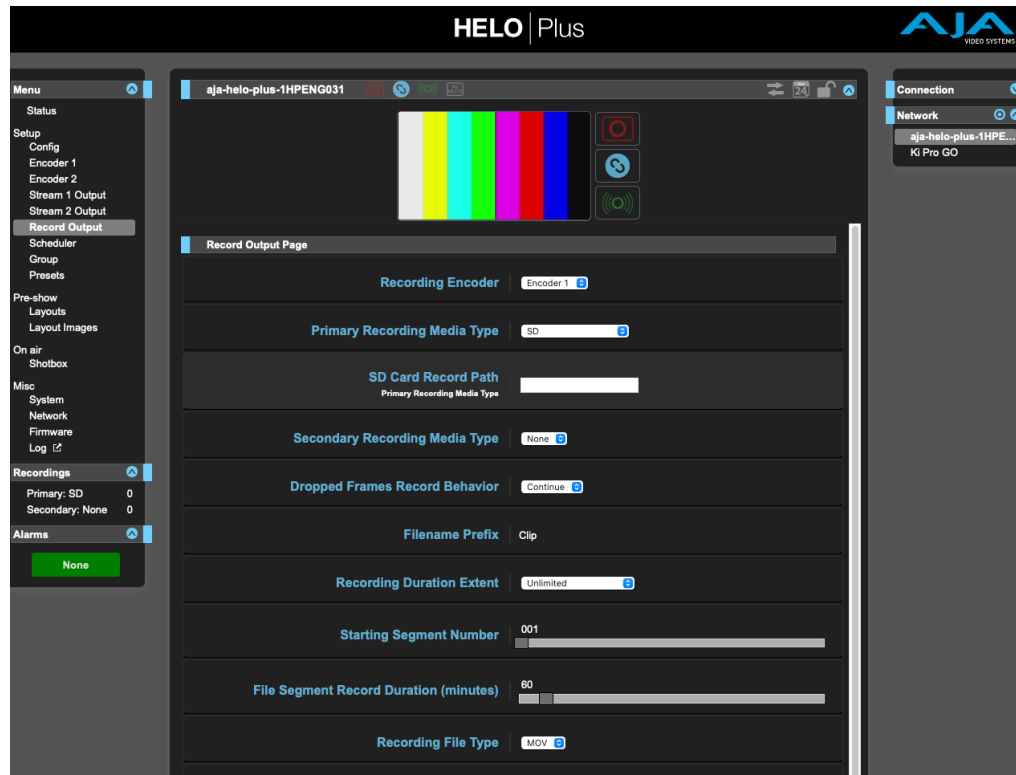 HELO Plus
AJA
VIDEO SYSTEMS
Menu
Status
Setup
Config
Encoder 1
Encoder 2
Stream 1 Output
Stream 2 Output
Record Output
Scheduler
Group
Presets
Pre-show
Layouts
Layout Images
On air
Shotbox
Misc
System
Network
Firmware
Log
Recordings
Primary: SD 0
Secondary: None 0
Alarms
None
aja-helo-plus-1HPENG031
24
Record Output Page
Recording Encoder Encoder 1
Primary Recording Media Type SD
SD Card Record Path
Primary Recording Media Type
Secondary Recording Media Type None
Dropped Frames Record Behavior Continue
Filename Prefix Clip
Recording Duration Extent Unlimited
Starting Segment Number 001
File Segment Record Duration (minutes) 60
Recording File Type MOV
Connection
Network
aja-helo-plus-1HPE...
Ki Pro GO